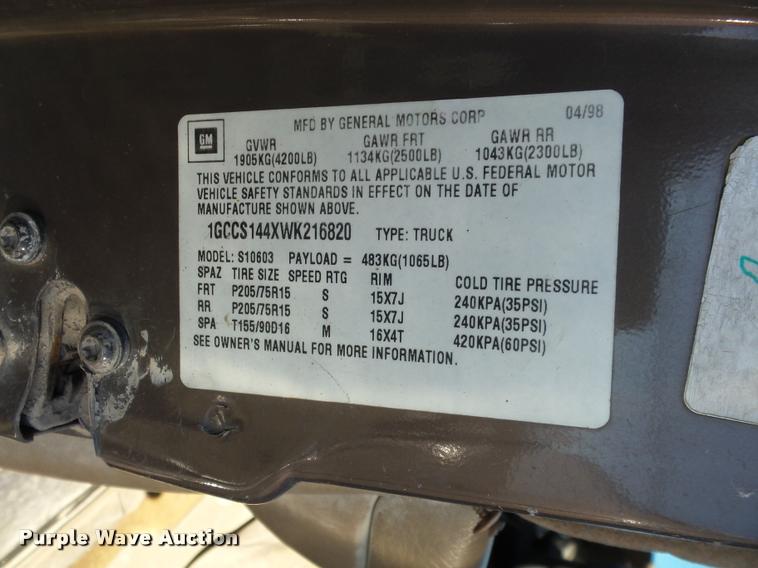 GM
MFD BY GENERAL MOTORS CORP 04/98
GVWR GAWR FRT GAWR RR
1905KG(4200LB) 1134KG(2500LB) 1043KG(2300LB)
THIS VEHICLE CONFORMS TO ALL APPLICABLE U.S. FEDERAL MOTOR
VEHICLE SAFETY STANDARDS IN EFFECT ON THE DATE OF
MANUFACTURE SHOWN ABOVE.
1GCCS144XWK216820 TYPE: TRUCK
MODEL: S10603 PAYLOAD = 483KG(1065LB)
SPAZ TIRE SIZE SPEED RTG RIM COLD TIRE PRESSURE
FRT P205/75R15 S 15X7J 240KPA(35PSI)
RR P205/75R15 S 15X7J 240KPA(35PSI)
SPA T155/90D16 M 16X4T 420KPA(60PSI)
SEE OWNER'S MANUAL FOR MORE INFORMATION.
Purple Wave Auction